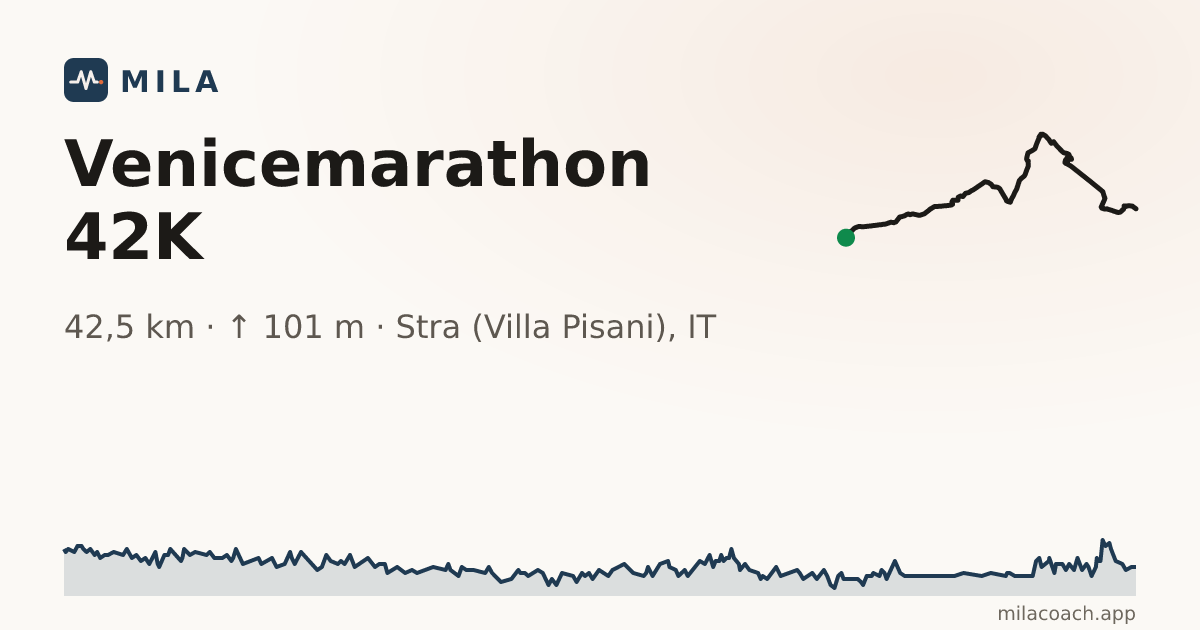 MILA
Venicemarathon
42K
42,5 km · ↑ 101 m · Stra (Villa Pisani), IT
milacoach.app